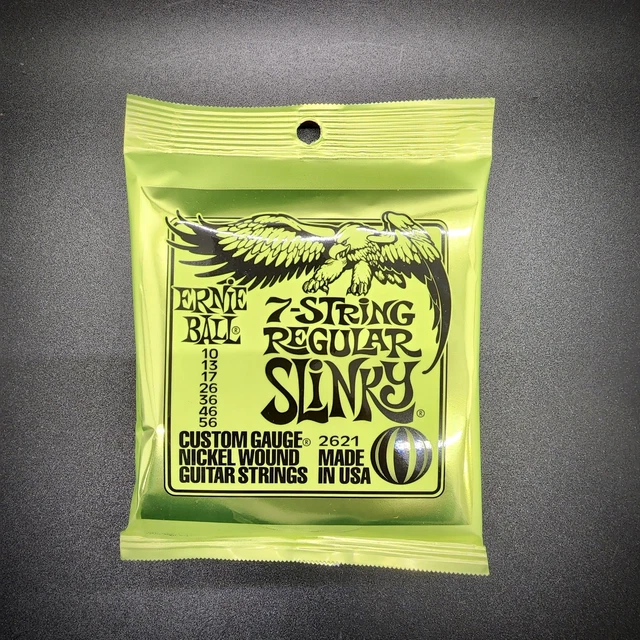 ERNiE
BALL®
7-STRiNG
REGULAR
SLiNKY®
10
13
17
26
36
46
56
CUSTOM GAUGE® 2621
NICKEL WOUND MADE
GUITAR STRINGS IN USA